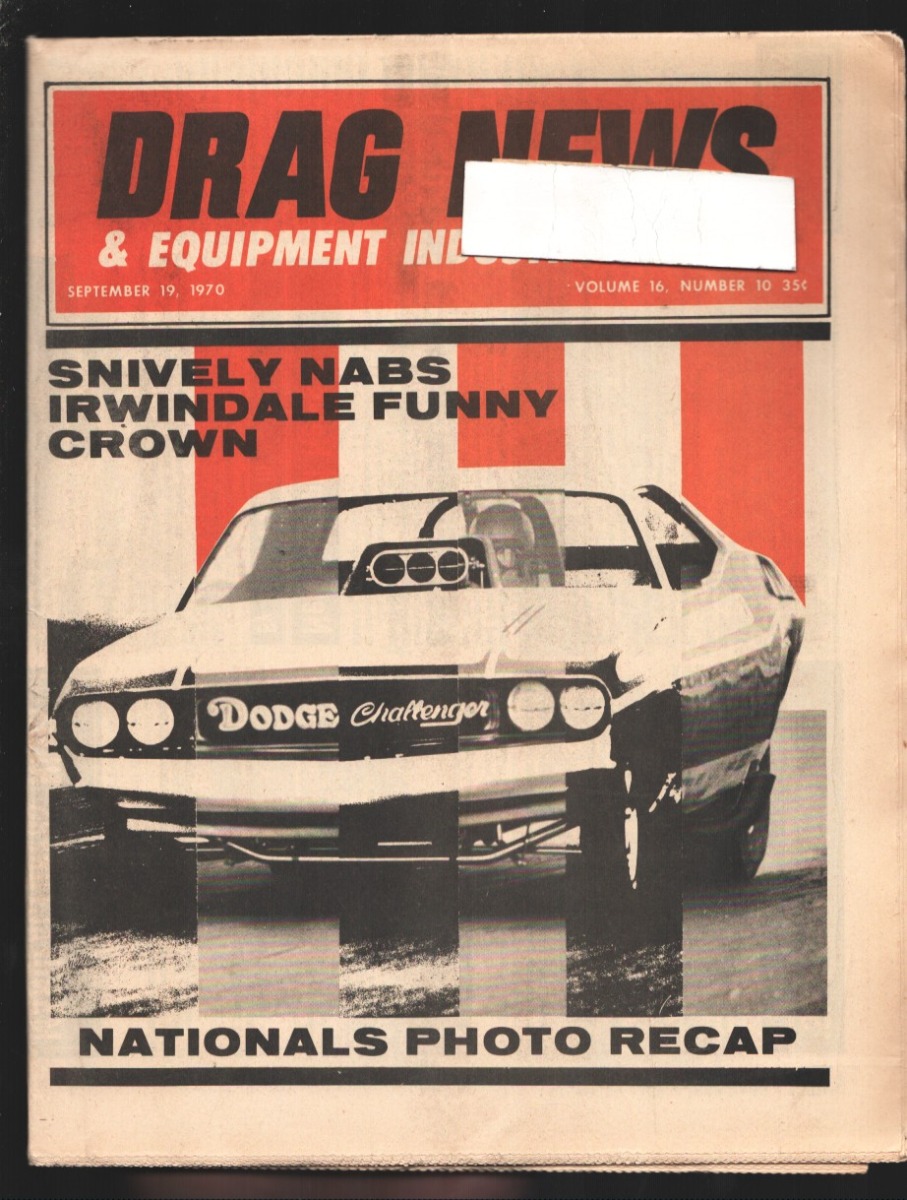 DRAG NEWS
& EQUIPMENT
SEPTEMBER 19, 1970
VOLUME 16, NUMBER 10 35¢
SNIVELY NABS
IRWINDALE FUNNY
CROWN
DODGE Challenger
NATIONALS PHOTO RECAP